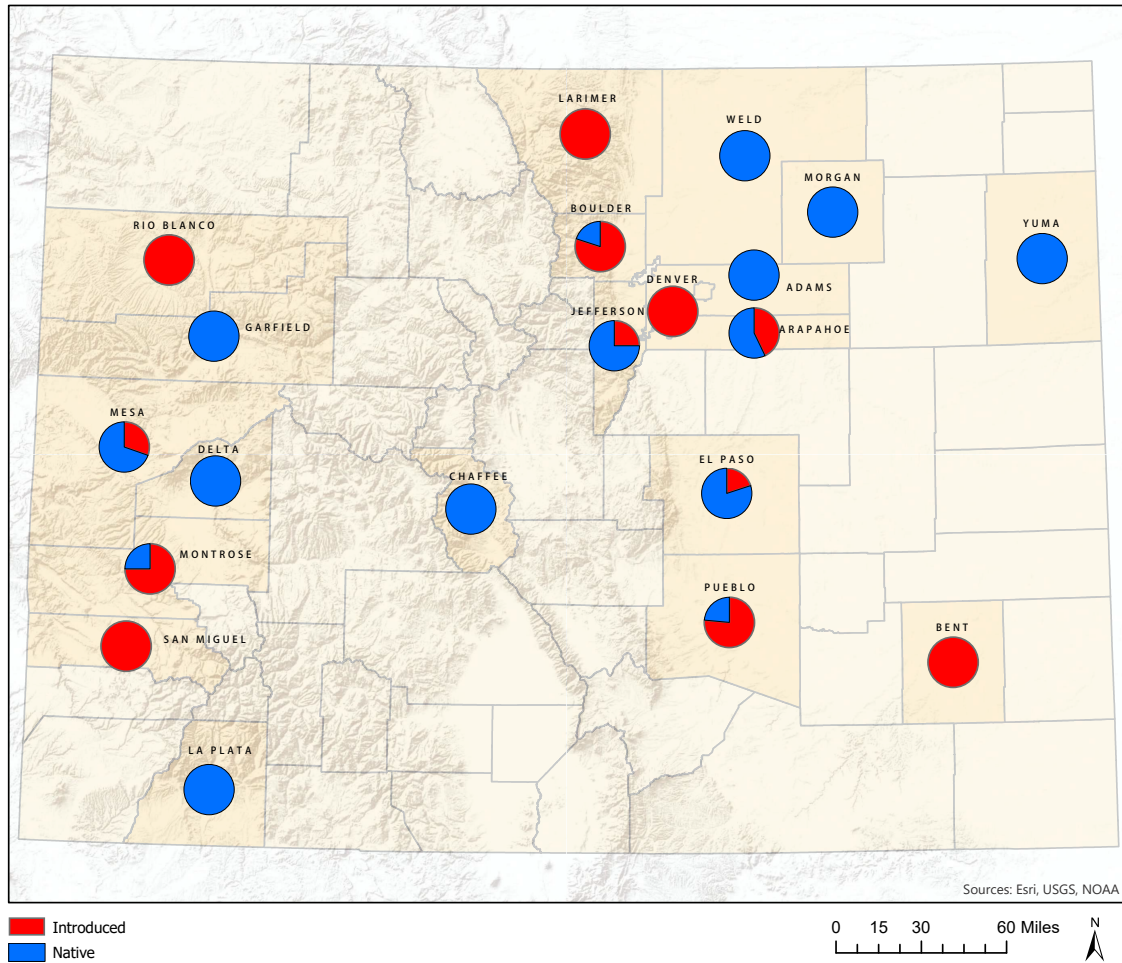 LARIMER
WELD
MORGAN
BOULDER
YUMA
RIO BLANCO
DENVER
ADAMS
JEFFERSON
GARFIELD
ARAPAHOE
MESA
DELTA
EL PASO
CHAFFEE
MONTROSE
PUEBLO
BENT
SAN MIGUEL
LA PLATA
Sources: Esri, USGS, NOAA
Introduced
Native
0 15 30 60 Miles
N